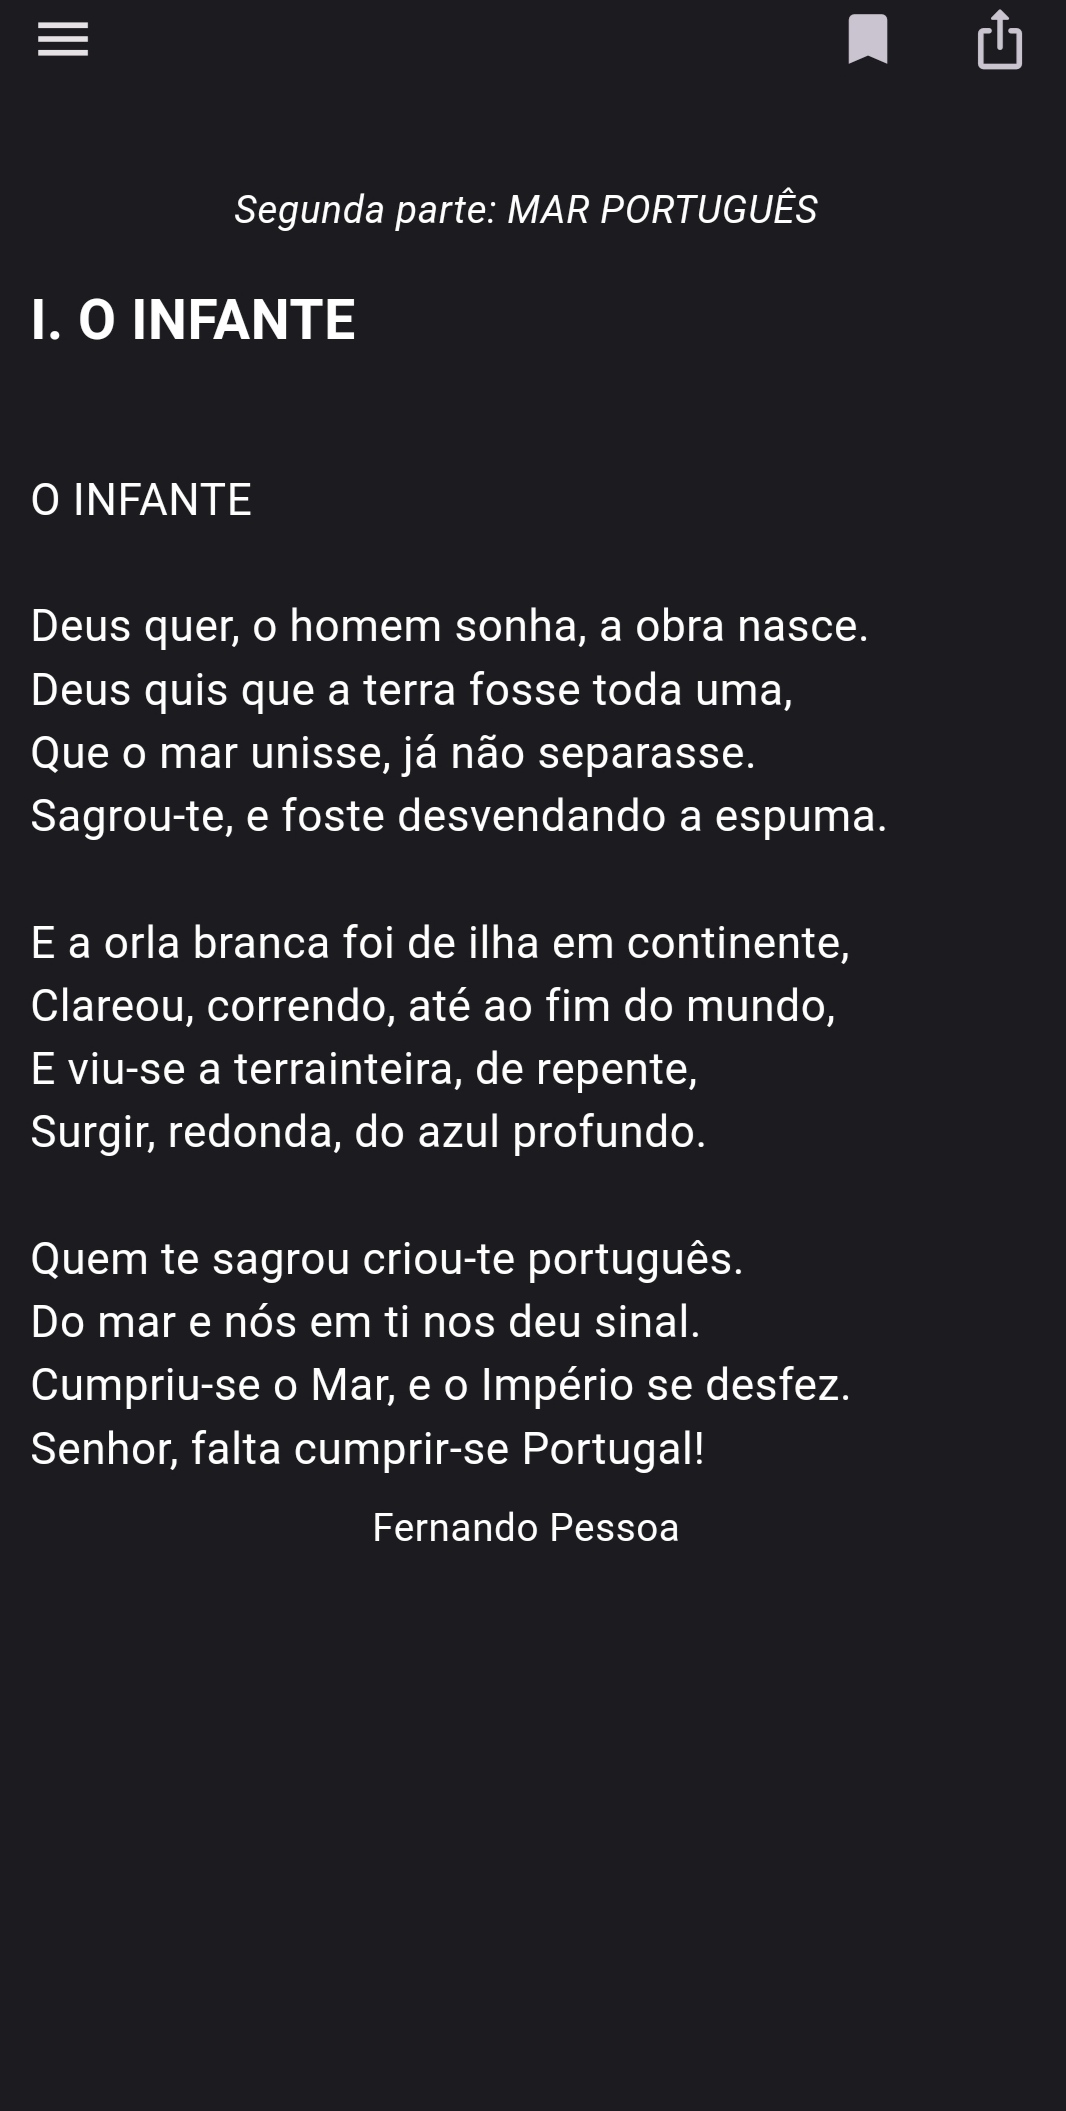 Segunda parte: MAR PORTUGUÊS
I. O INFANTE
O INFANTE
Deus quer, o homem sonha, a obra nasce.
Deus quis que a terra fosse toda uma,
Que o mar unisse, já não separasse.
Sagrou-te, e foste desvendando a espuma.
E a orla branca foi de ilha em continente,
Clareou, correndo, até ao fim do mundo,
E viu-se a terrainteira, de repente,
Surgir, redonda, do azul profundo.
Quem te sagrou criou-te português.
Do mar e nós em ti nos deu sinal.
Cumpriu-se o Mar, e o Império se desfez.
Senhor, falta cumprir-se Portugal!
Fernando Pessoa